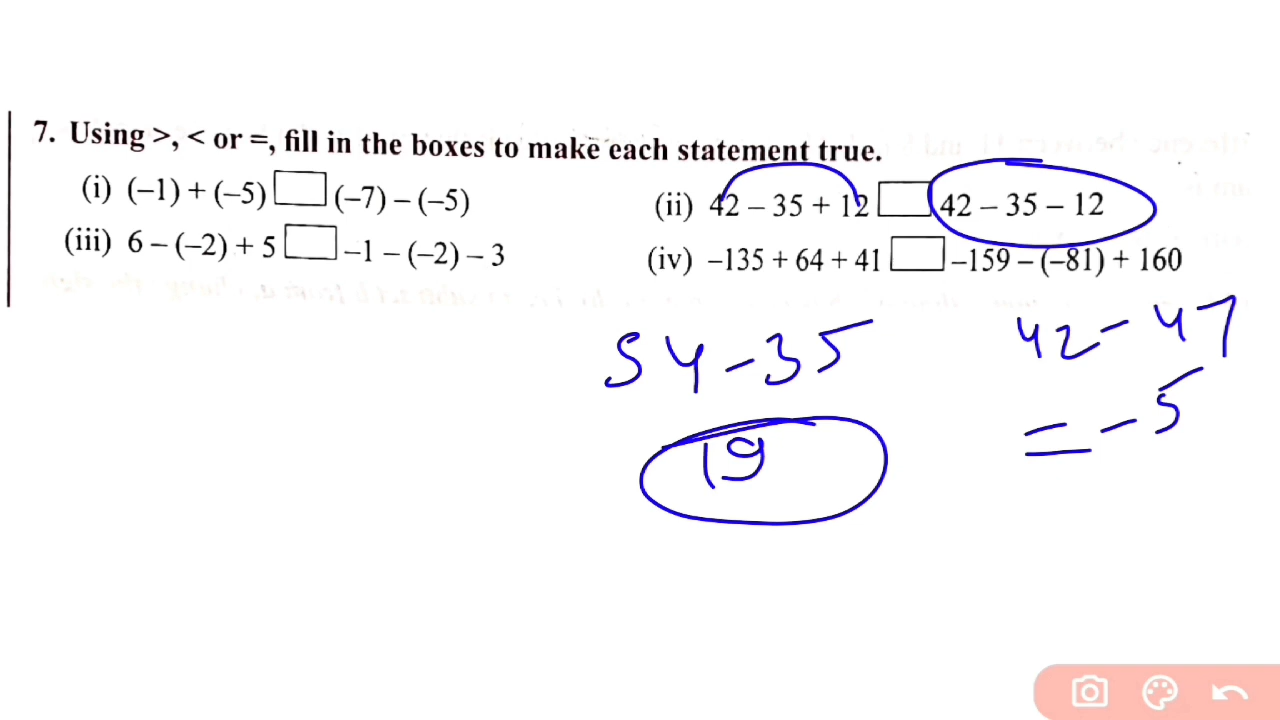 7. Using >, < or =, fill in the boxes to make each statement true.
(i) (–1) + (–5) □ (–7) – (–5)
(ii) 42 – 35 + 12 □ 42 – 35 – 12
(iii) 6 – (–2) + 5 □ –1 – (–2) – 3
(iv) –135 + 64 + 41 □ –159 – (–81) + 160
54 – 35
42 – 47
19
= – 5